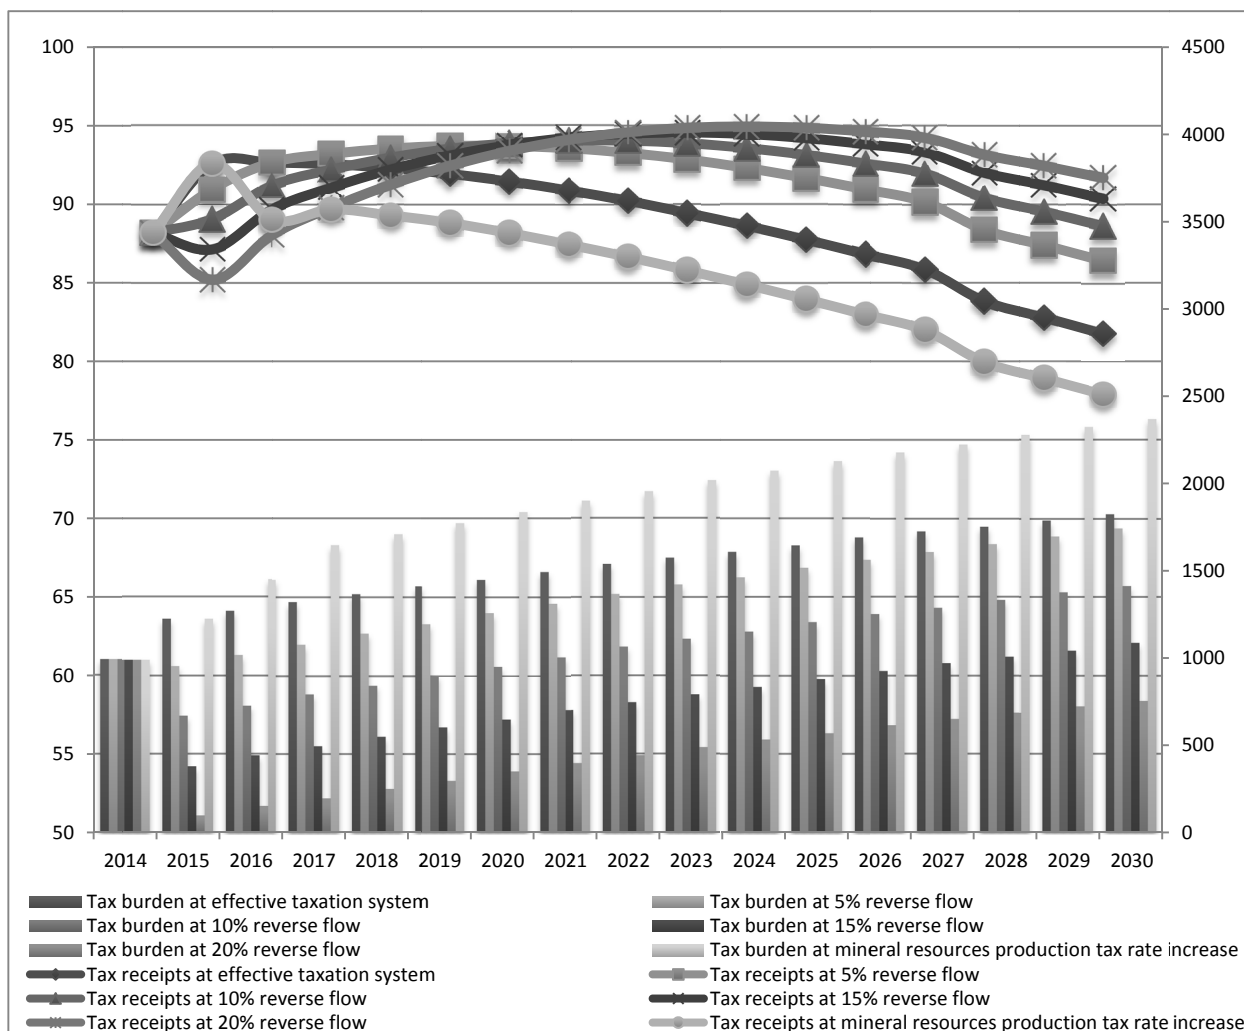 100
95
90
85
80
75
70
65
60
55
50
4500
4000
3500
3000
2500
2000
1500
1000
500
0
2014 2015 2016 2017 2018 2019 2020 2021 2022 2023 2024 2025 2026 2027 2028 2029 2030
Tax burden at effective taxation system
Tax burden at 5% reverse flow
Tax burden at 10% reverse flow
Tax burden at 15% reverse flow
Tax burden at 20% reverse flow
Tax burden at mineral resources production tax rate increase
Tax receipts at effective taxation system
Tax receipts at 5% reverse flow
Tax receipts at 10% reverse flow
Tax receipts at 15% reverse flow
Tax receipts at 20% reverse flow
Tax receipts at mineral resources production tax rate increase